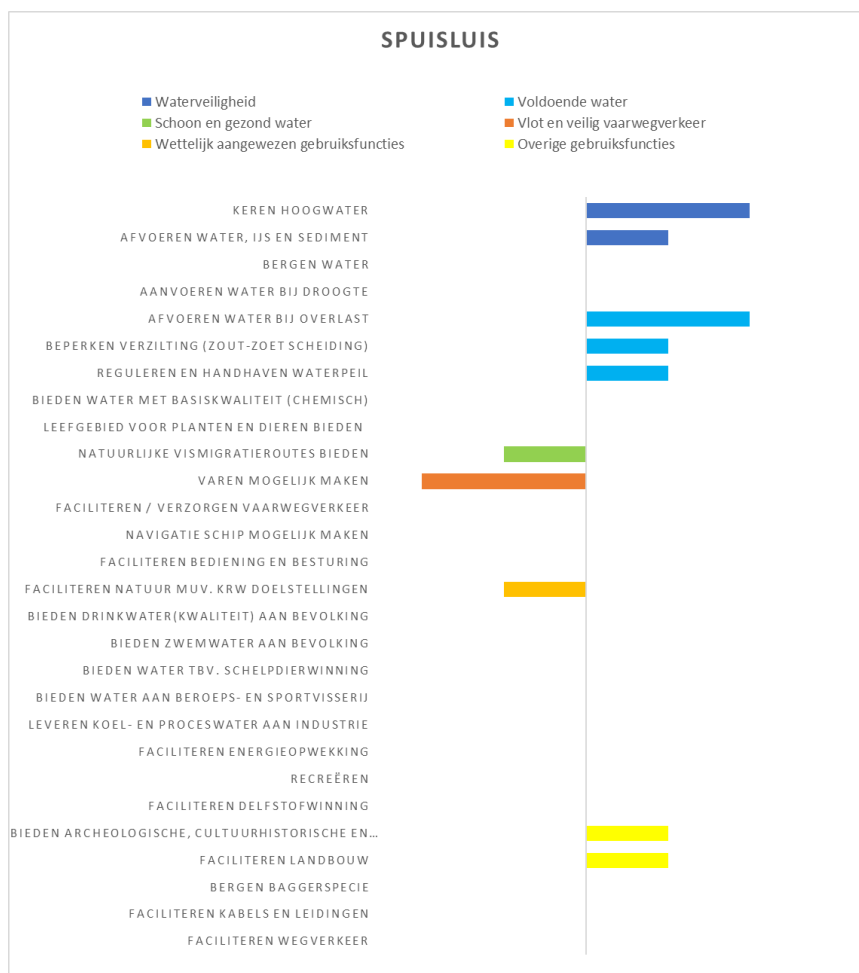 SPUISLUIS
Waterveiligheid
Voldoende water
Schoon en gezond water
Vlot en veilig vaarwegverkeer
Wettelijk aangewezen gebruiksfuncties
Overige gebruiksfuncties
KEREN HOOGWATER
AFVOEREN WATER, IJS EN SEDIMENT
BERGEN WATER
AANVOEREN WATER BIJ DROOGTE
AFVOEREN WATER BIJ OVERLAST
BEPERKEN VERZILTING (ZOUT-ZOET SCHEIDING)
REGULEREN EN HANDHAVEN WATERPEIL
BIEDEN WATER MET BASISKWALITEIT (CHEMISCH)
LEEFGEBIED VOOR PLANTEN EN DIEREN BIEDEN
NATUURLIJKE VISMIGRATIEROUTES BIEDEN
VAREN MOGELIJK MAKEN
FACILITEREN / VERZORGEN VAARWEGVERKEER
NAVIGATIE SCHIP MOGELIJK MAKEN
FACILITEREN BEDIENING EN BESTURING
FACILITEREN NATUUR MUV. KRW DOELSTELLINGEN
BIEDEN DRINKWATER(KWALITEIT) AAN BEVOLKING
BIEDEN ZWEMWATER AAN BEVOLKING
BIEDEN WATER TBV. SCHELPDIERWINNING
BIEDEN WATER AAN BEROEPS- EN SPORTVISSERIJ
LEVEREN KOEL- EN PROCESWATER AAN INDUSTRIE
FACILITEREN ENERGIEOPWEKKING
RECREËREN
FACILITEREN DELFSTOFWINNING
BIEDEN ARCHEOLOGISCHE, CULTUURHISTORISCHE EN…
FACILITEREN LANDBOUW
BERGEN BAGGERSPECIE
FACILITEREN KABELS EN LEIDINGEN
FACILITEREN WEGVERKEER